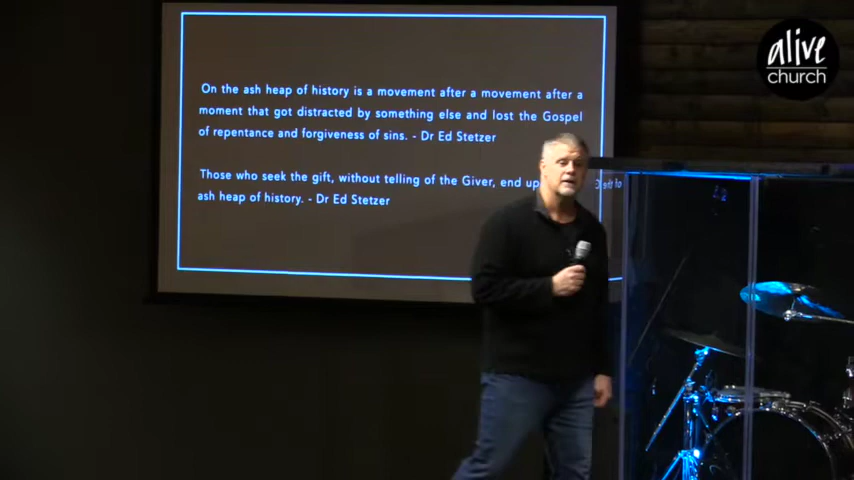 alive
church
On the ash heap of history is a movement after a movement after a
moment that got distracted by something else and lost the Gospel
of repentance and forgiveness of sins. - Dr Ed Stetzer
Those who seek the gift, without telling of the Giver, end up
ash heap of history. - Dr Ed Stetzer